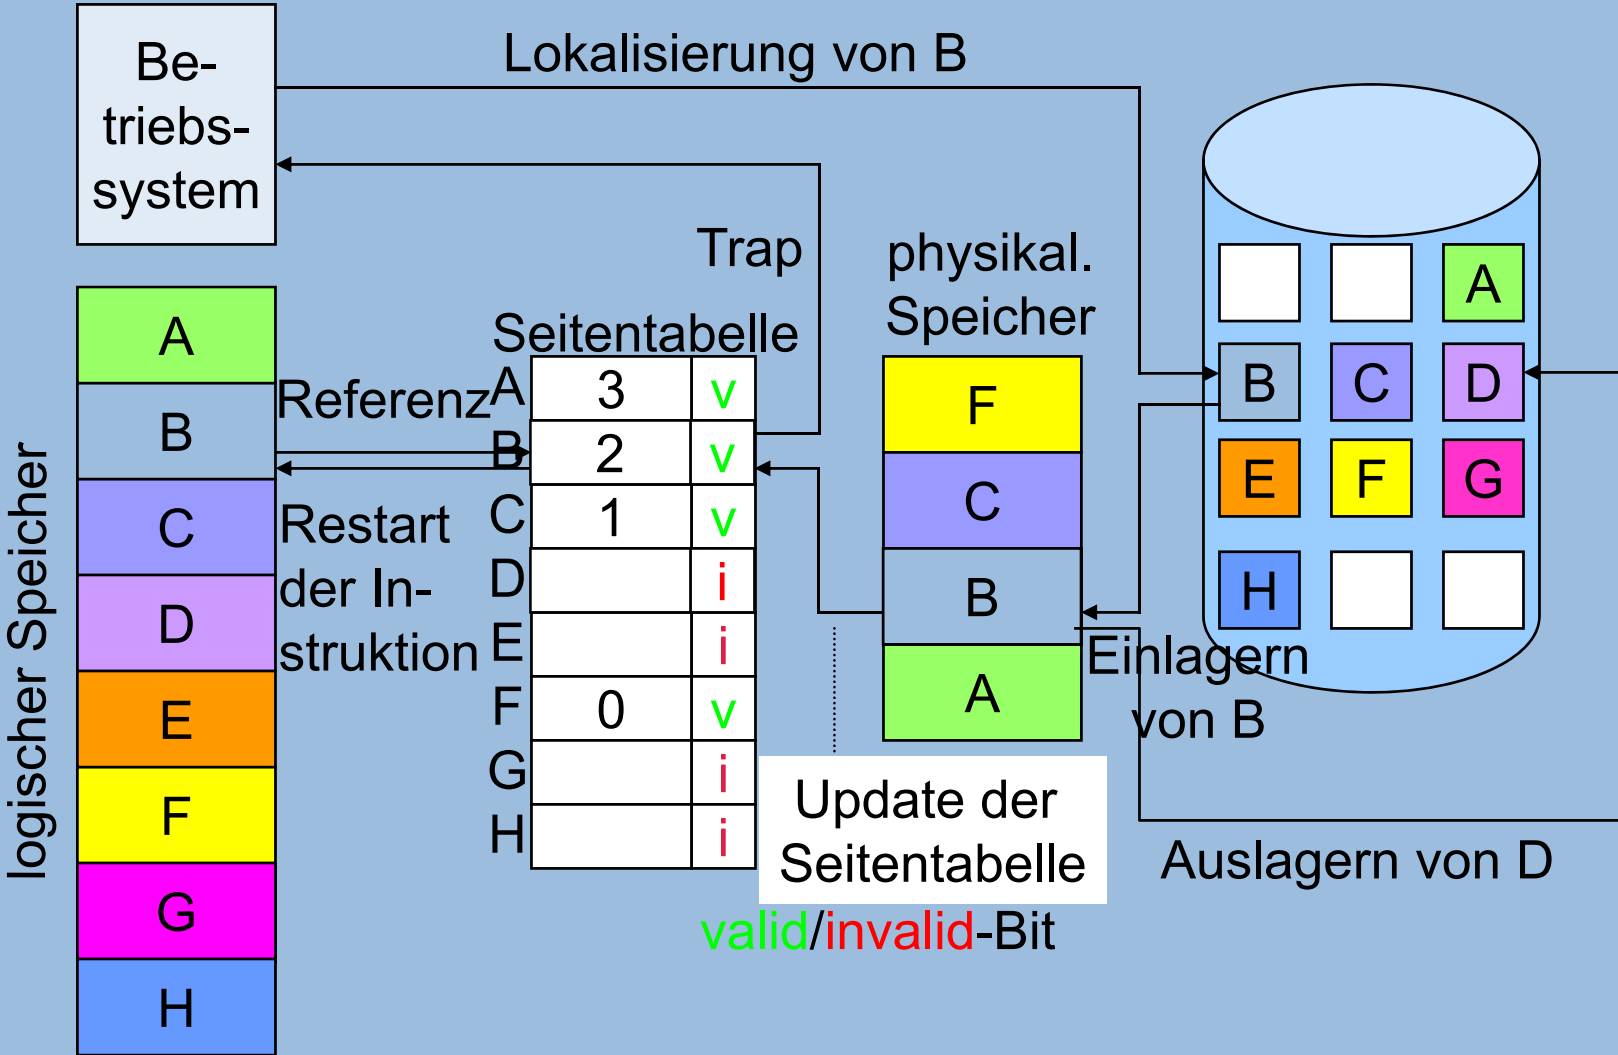 Be-
triebs-
system
Lokalisierung von B
Trap
physikal.
Speicher
Seitentabelle
logischer Speicher
A
B
C
D
E
F
G
H
Referenz
Restart
der In-
struktion
A 3 v
B 2 v
C 1 v
D i
E i
F 0 v
G i
H i
F
C
B
A
A
B C D
E F G
H
Einlagern
von B
Update der
Seitentabelle
Auslagern von D
valid/invalid-Bit